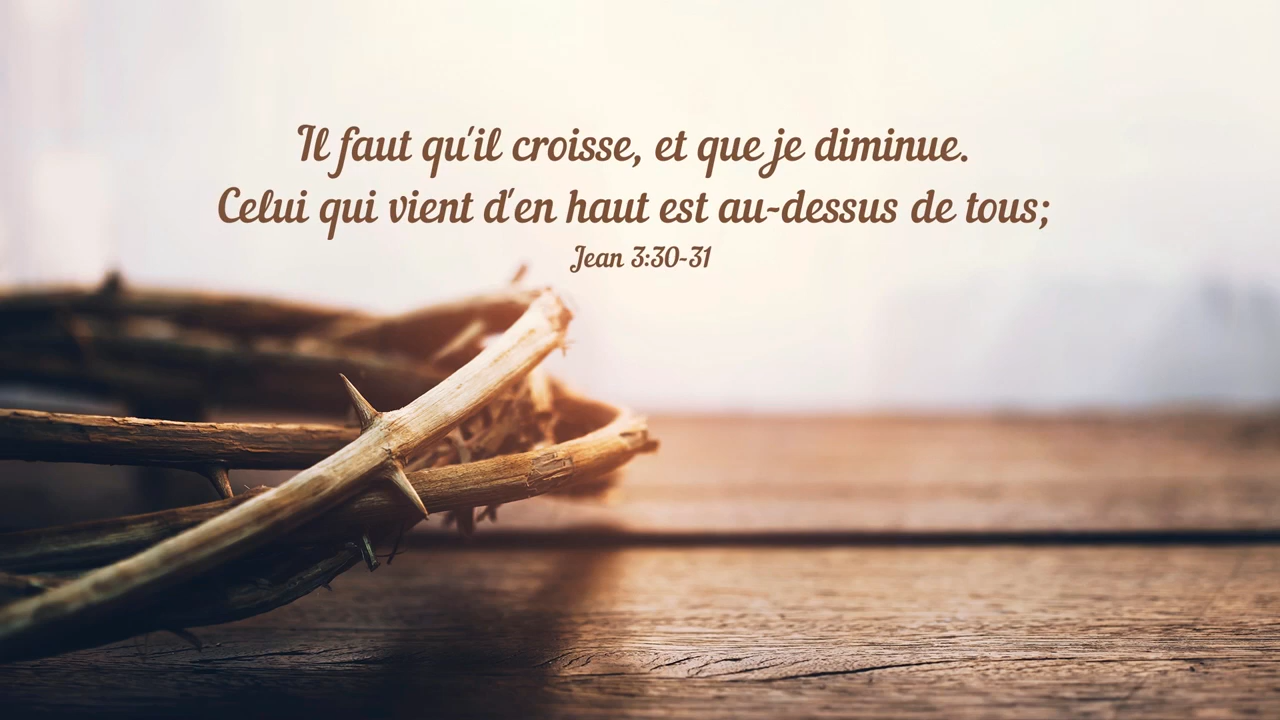 Il faut qu'il croisse, et que je diminue.
Celui qui vient d'en haut est au-dessus de tous;
Jean 3:30-31